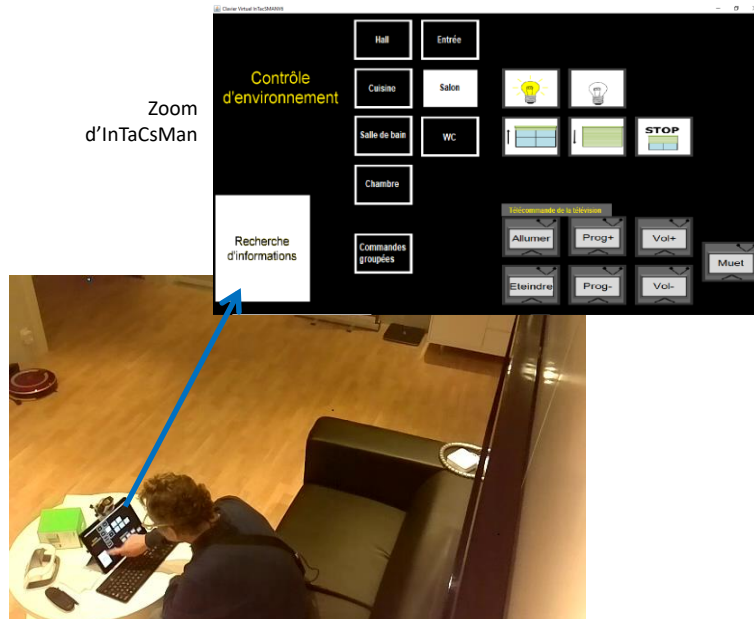 Clavier Virtuel InTacSMANVII
Zoom
d'InTaCsMan
Contrôle
d'environnement
Hall
Entrée
Cuisine
Salon
Salle de bain
WC
Chambre
Commandes
groupées
Recherche
d'informations
STOP
Télécommande de la télévision
Allumer
Prog+
Vol+
Muet
Eteindre
Prog-
Vol-